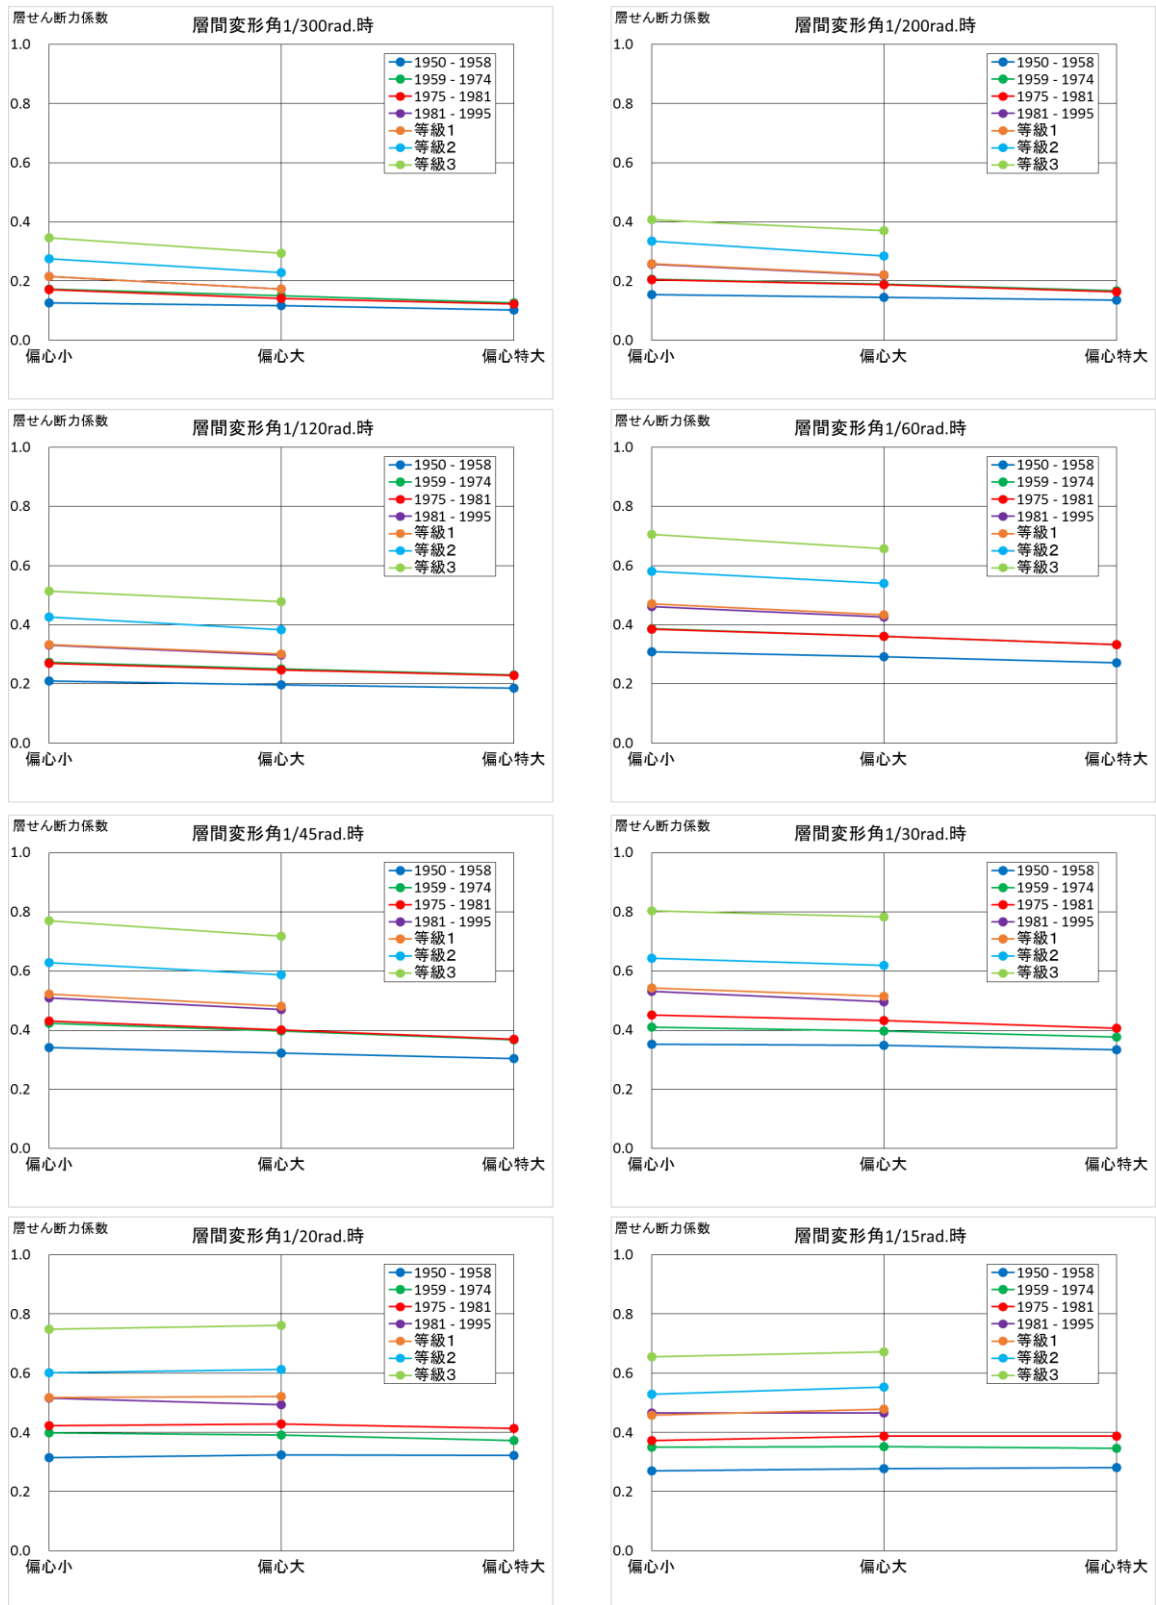 層せん断力係数
層間変形角1/300rad.時
1.0
0.8
0.6
0.4
0.2
0.0
1950 - 1958
1959 - 1974
1975 - 1981
1981 - 1995
等級1
等級2
等級3
偏心小
偏心大
偏心特大
層せん断力係数
層間変形角1/200rad.時
1.0
0.8
0.6
0.4
0.2
0.0
1950 - 1958
1959 - 1974
1975 - 1981
1981 - 1995
等級1
等級2
等級3
偏心小
偏心大
偏心特大
層せん断力係数
層間変形角1/120rad.時
1.0
0.8
0.6
0.4
0.2
0.0
1950 - 1958
1959 - 1974
1975 - 1981
1981 - 1995
等級1
等級2
等級3
偏心小
偏心大
偏心特大
層せん断力係数
層間変形角1/60rad.時
1.0
0.8
0.6
0.4
0.2
0.0
1950 - 1958
1959 - 1974
1975 - 1981
1981 - 1995
等級1
等級2
等級3
偏心小
偏心大
偏心特大
層せん断力係数
層間変形角1/45rad.時
1.0
0.8
0.6
0.4
0.2
0.0
1950 - 1958
1959 - 1974
1975 - 1981
1981 - 1995
等級1
等級2
等級3
偏心小
偏心大
偏心特大
層せん断力係数
層間変形角1/30rad.時
1.0
0.8
0.6
0.4
0.2
0.0
1950 - 1958
1959 - 1974
1975 - 1981
1981 - 1995
等級1
等級2
等級3
偏心小
偏心大
偏心特大
層せん断力係数
層間変形角1/20rad.時
1.0
0.8
0.6
0.4
0.2
0.0
1950 - 1958
1959 - 1974
1975 - 1981
1981 - 1995
等級1
等級2
等級3
偏心小
偏心大
偏心特大
層せん断力係数
層間変形角1/15rad.時
1.0
0.8
0.6
0.4
0.2
0.0
1950 - 1958
1959 - 1974
1975 - 1981
1981 - 1995
等級1
等級2
等級3
偏心小
偏心大
偏心特大